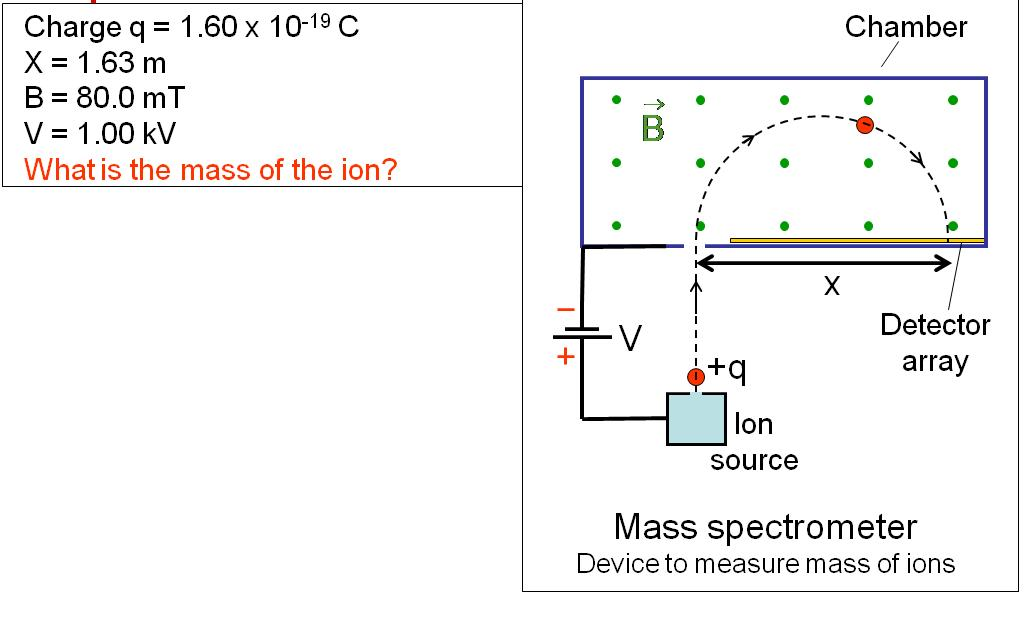 Charge q = 1.60 x 10⁻¹⁹ C
X = 1.63 m
B = 80.0 mT
V = 1.00 kV
What is the mass of the ion?
Chamber
B
X
Detector
array
−
V
+
+q
Ion
source
Mass spectrometer
Device to measure mass of ions